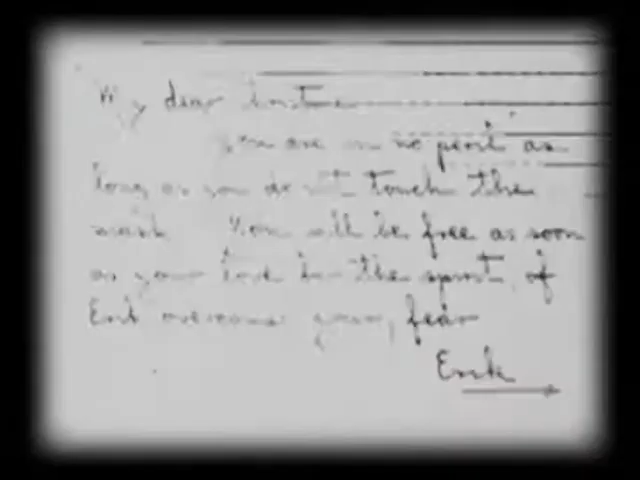 My dear Christine
you are in no peril as
long as you do not touch the
mask. You will be free as soon
as your love for the spirit of
Erik overcomes your fear
Erik